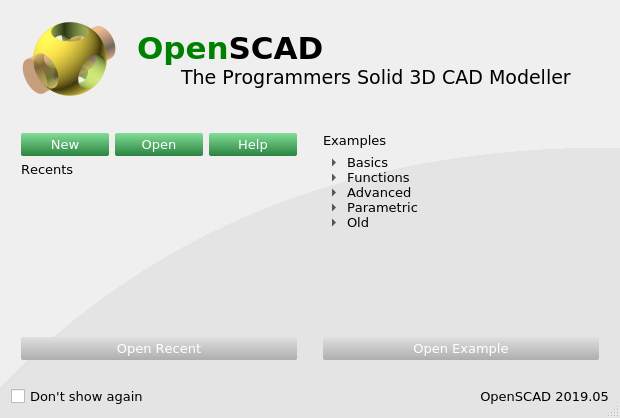 OpenSCAD
The Programmers Solid 3D CAD Modeller
New Open Help
Recents
Open Recent
Examples
Basics
Functions
Advanced
Parametric
Old
Open Example
Don't show again
OpenSCAD 2019.05